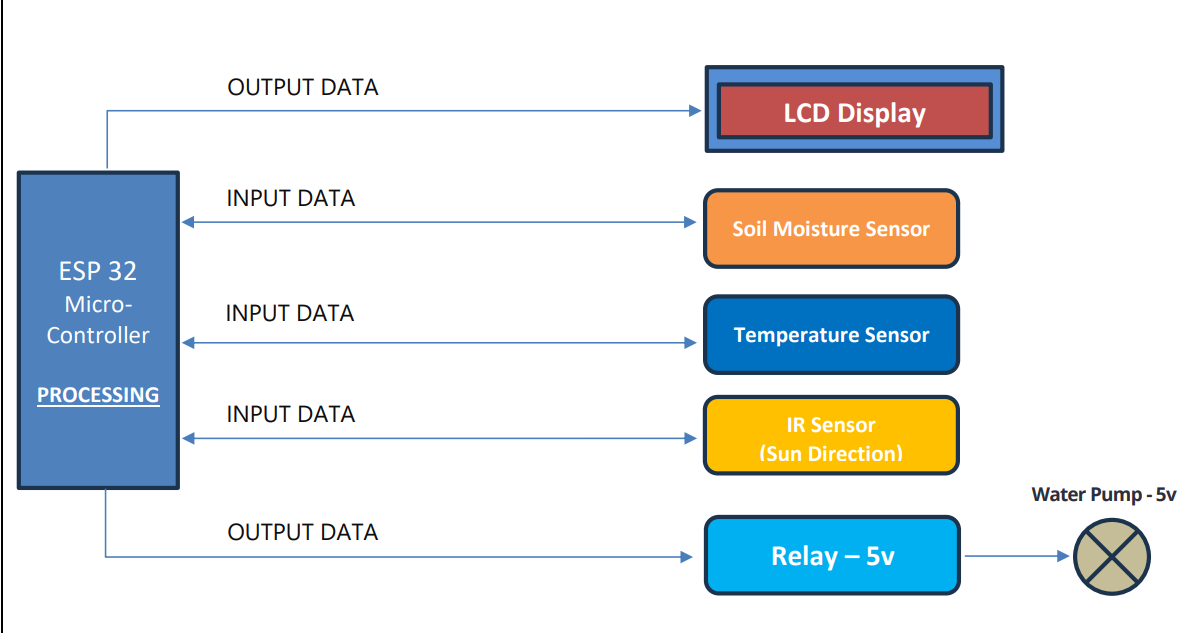 OUTPUT DATA
LCD Display
INPUT DATA
Soil Moisture Sensor
ESP 32
Micro-
Controller
PROCESSING
INPUT DATA
Temperature Sensor
INPUT DATA
IR Sensor
(Sun Direction)
OUTPUT DATA
Relay – 5v
Water Pump - 5v